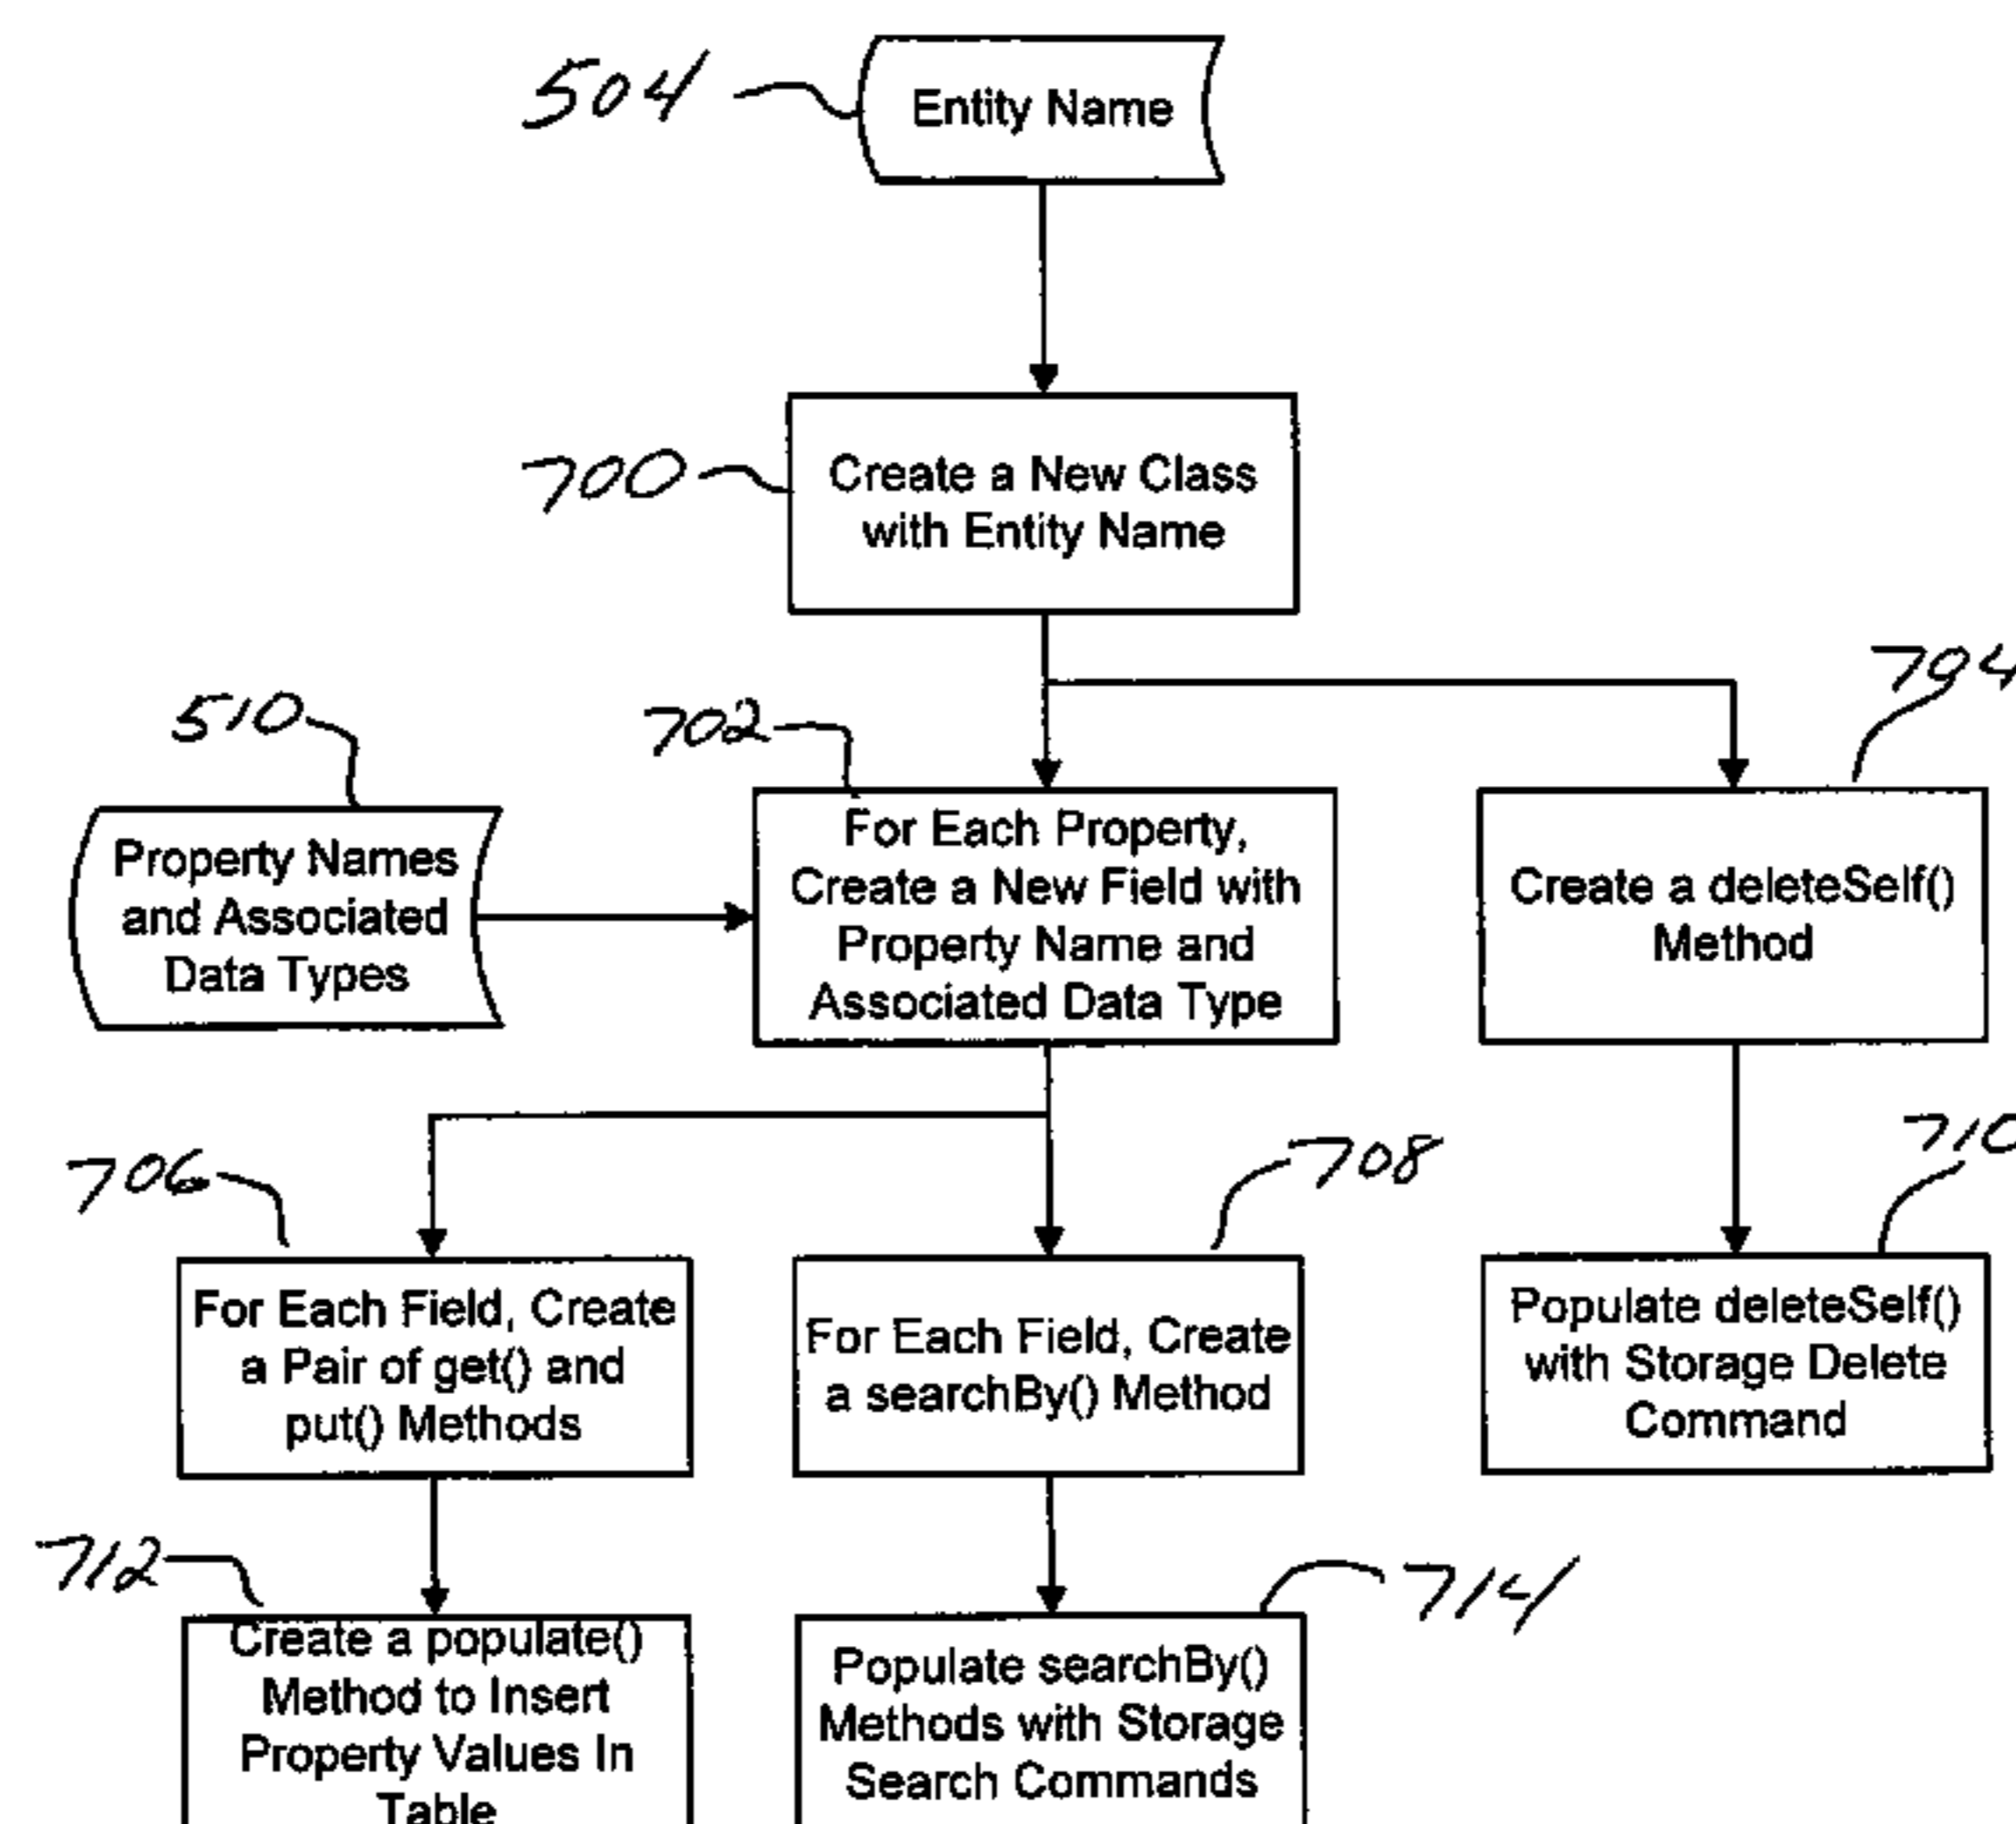 504
Entity Name
700
Create a New Class
with Entity Name
704
510
702
Property Names
and Associated
Data Types
For Each Property,
Create a New Field with
Property Name and
Associated Data Type
Create a deleteSelf()
Method
706
708
710
For Each Field, Create
a Pair of get() and
put() Methods
For Each Field, Create
a searchBy() Method
Populate deleteSelf()
with Storage Delete
Command
712
714
Create a populate()
Method to Insert
Property Values In
Table
Populate searchBy()
Methods with Storage
Search Commands